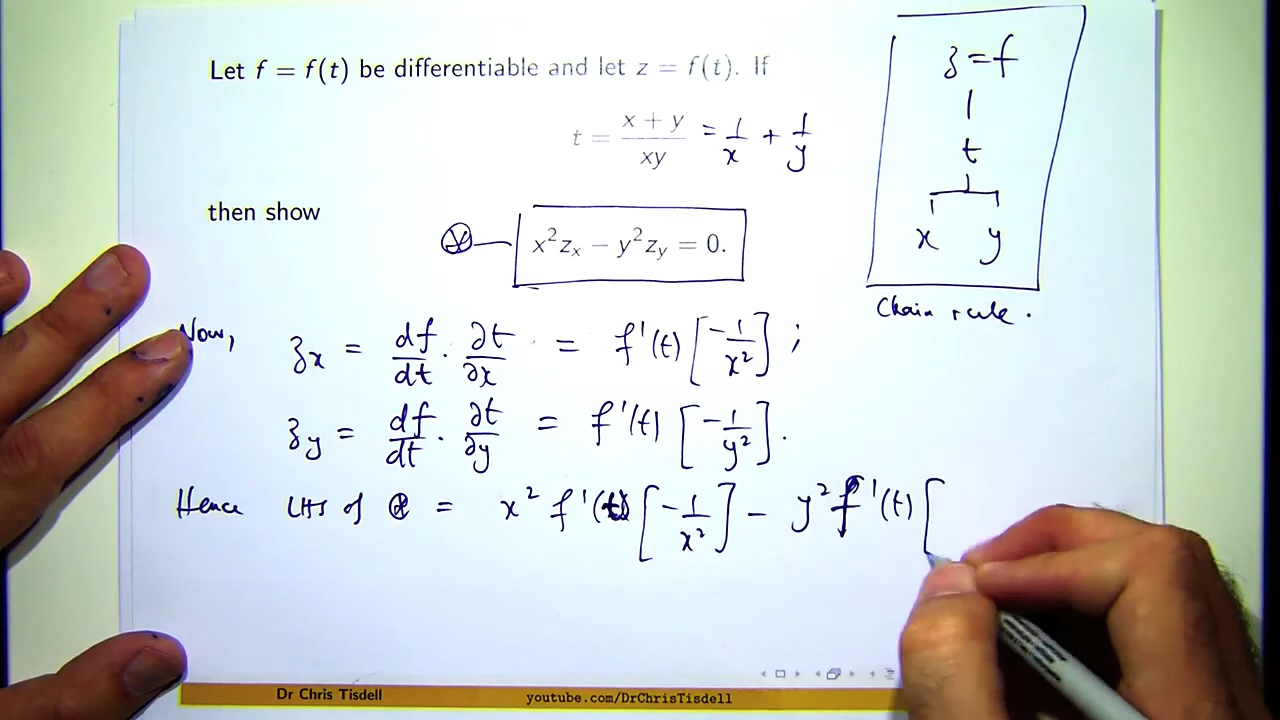 Let f = f(t) be differentiable and let z = f(t). If
t = x + y / xy = 1/x + 1/y
then show
⊛ — x²z_x − y²z_y = 0.
z = f
t
x y
Chain rule.
Now, z_x = df/dt · ∂t/∂x = f'(t) [−1/x²] ;
z_y = df/dt · ∂t/∂y = f'(t) [−1/y²] .
Hence LHS of ⊛ = x² f'(t) [−1/x²] − y² f'(t) [
Dr Chris Tisdell
youtube.com/DrChrisTisdell